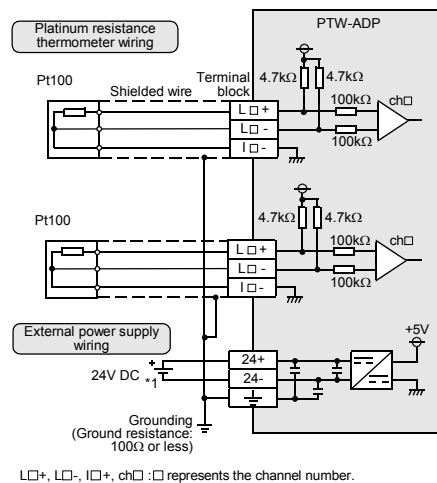 Platinum resistance
thermometer wiring
PTW-ADP
Pt100
Shielded wire
Terminal
block
4.7kΩ
4.7kΩ
L□+
L□-
I□-
100kΩ
100kΩ
ch□
Pt100
4.7kΩ
4.7kΩ
L□+
L□-
I□-
100kΩ
100kΩ
ch□
External power supply
wiring
24V DC *1
+
-
24+
24-
+5V
Grounding
(Ground resistance:
100Ω or less)
L□+, L□-, I□+, ch□ :□ represents the channel number.